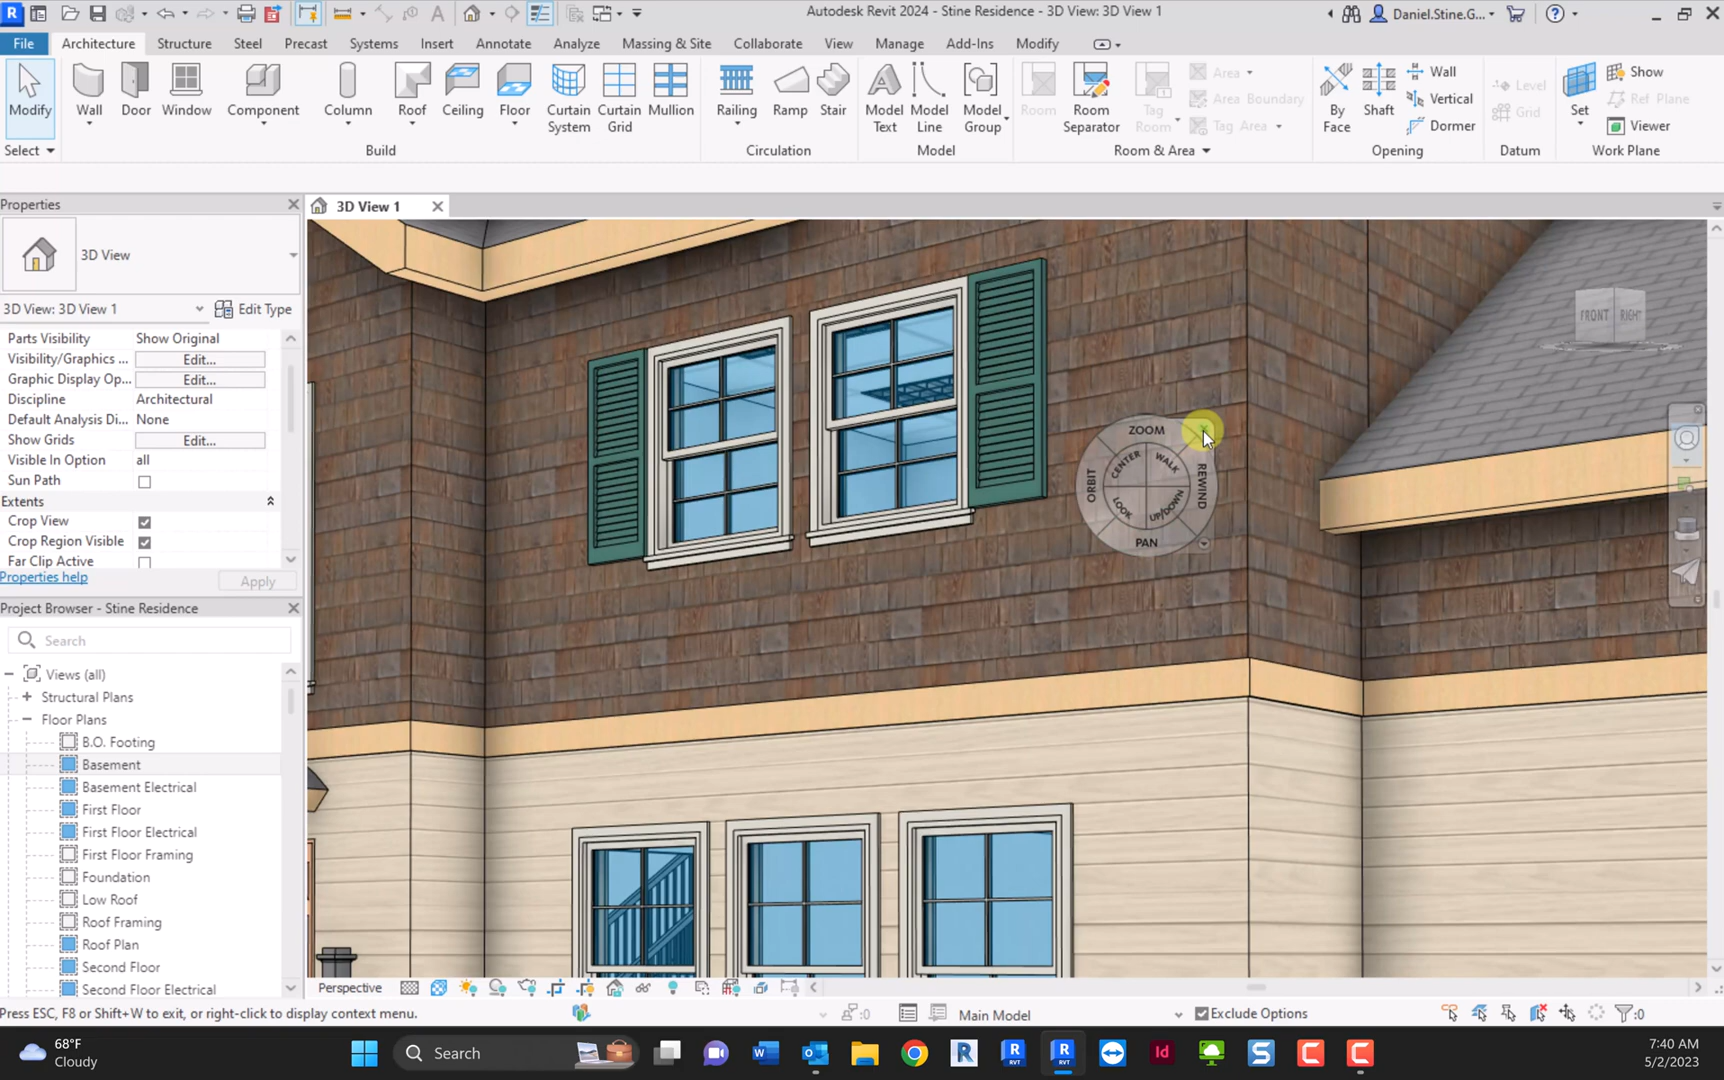 Autodesk Revit 2024 - Stine Residence - 3D View: 3D View 1
Daniel.Stine.G...
File Architecture Structure Steel Precast Systems Insert Annotate Analyze Massing & Site Collaborate View Manage Add-Ins Modify
Modify Wall Door Window Component Column Roof Ceiling Floor Curtain System Curtain Grid Mullion Railing Ramp Stair Model Text Model Line Model Group Room Room Separator Tag Room By Face Shaft Set
Area
Area Boundary
Tag Area
Wall
Vertical
Dormer
Level
Grid
Show
Ref Plane
Viewer
Select Build Circulation Model Room & Area Opening Datum Work Plane
Properties
3D View 1
3D View
3D View: 3D View 1 Edit Type
Parts Visibility Show Original
Visibility/Graphics ... Edit...
Graphic Display Op... Edit...
Discipline Architectural
Default Analysis Di... None
Show Grids Edit...
Visible In Option all
Sun Path
Extents
Crop View
Crop Region Visible
Far Clip Active
Properties help Apply
Project Browser - Stine Residence
Search
Views (all)
Structural Plans
Floor Plans
B.O. Footing
Basement
Basement Electrical
First Floor
First Floor Electrical
First Floor Framing
Foundation
Low Roof
Roof Framing
Roof Plan
Second Floor
Second Floor Electrical
FRONT RIGHT
ZOOM
CENTER WALK
ORBIT REWIND
LOOK UP/DOWN
PAN
Perspective
Press ESC, F8 or Shift+W to exit, or right-click to display context menu.
:0
Main Model
Exclude Options
:0
68°F
Cloudy
Search
7:40 AM
5/2/2023